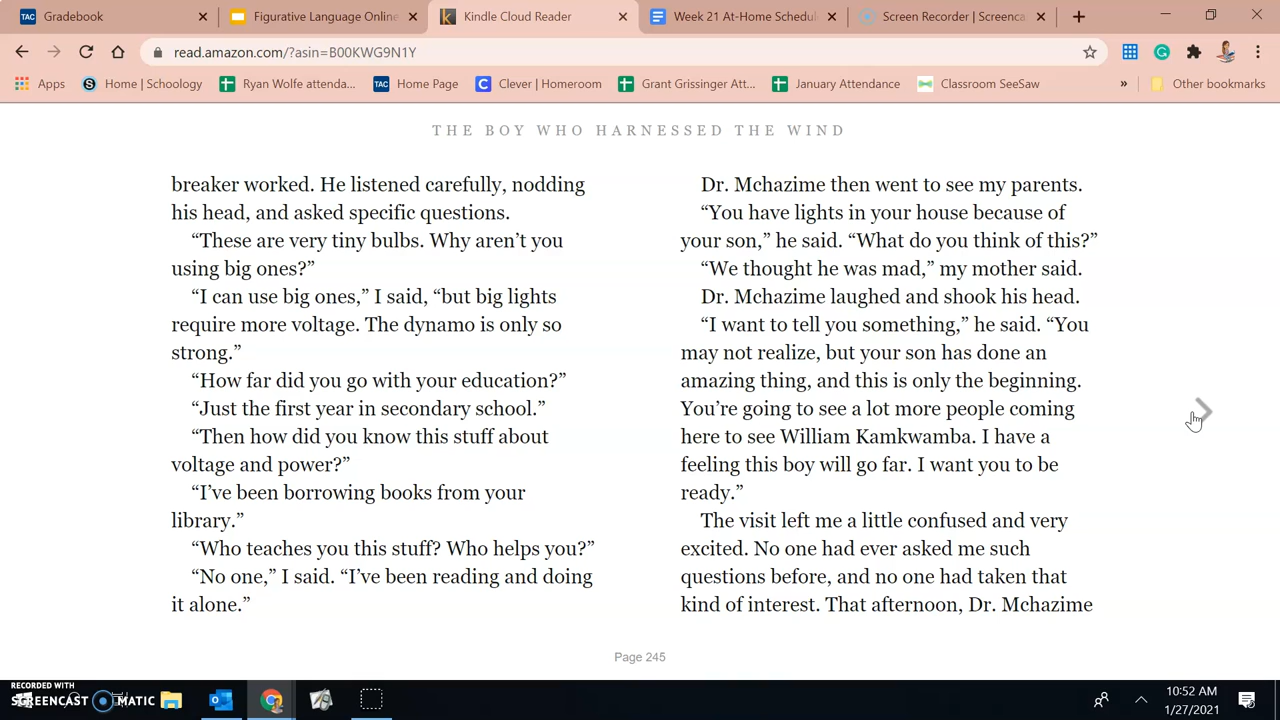 Gradebook
Figurative Language Online
Kindle Cloud Reader
Week 21 At-Home Schedul
Screen Recorder | Screenca
read.amazon.com/?asin=B00KWG9N1Y
Apps
Home | Schoology
Ryan Wolfe attenda...
Home Page
Clever | Homeroom
Grant Grissinger Att...
January Attendance
Classroom SeeSaw
»
Other bookmarks
THE BOY WHO HARNESSED THE WIND
breaker worked. He listened carefully, nodding
his head, and asked specific questions.
“These are very tiny bulbs. Why aren’t you
using big ones?”
“I can use big ones,” I said, “but big lights
require more voltage. The dynamo is only so
strong.”
“How far did you go with your education?”
“Just the first year in secondary school.”
“Then how did you know this stuff about
voltage and power?”
“I’ve been borrowing books from your
library.”
“Who teaches you this stuff? Who helps you?”
“No one,” I said. “I’ve been reading and doing
it alone.”
Dr. Mchazime then went to see my parents.
“You have lights in your house because of
your son,” he said. “What do you think of this?”
“We thought he was mad,” my mother said.
Dr. Mchazime laughed and shook his head.
“I want to tell you something,” he said. “You
may not realize, but your son has done an
amazing thing, and this is only the beginning.
You’re going to see a lot more people coming
here to see William Kamkwamba. I have a
feeling this boy will go far. I want you to be
ready.”
The visit left me a little confused and very
excited. No one had ever asked me such
questions before, and no one had taken that
kind of interest. That afternoon, Dr. Mchazime
Page 245
RECORDED WITH
SCREENCAST MATIC
10:52 AM
1/27/2021